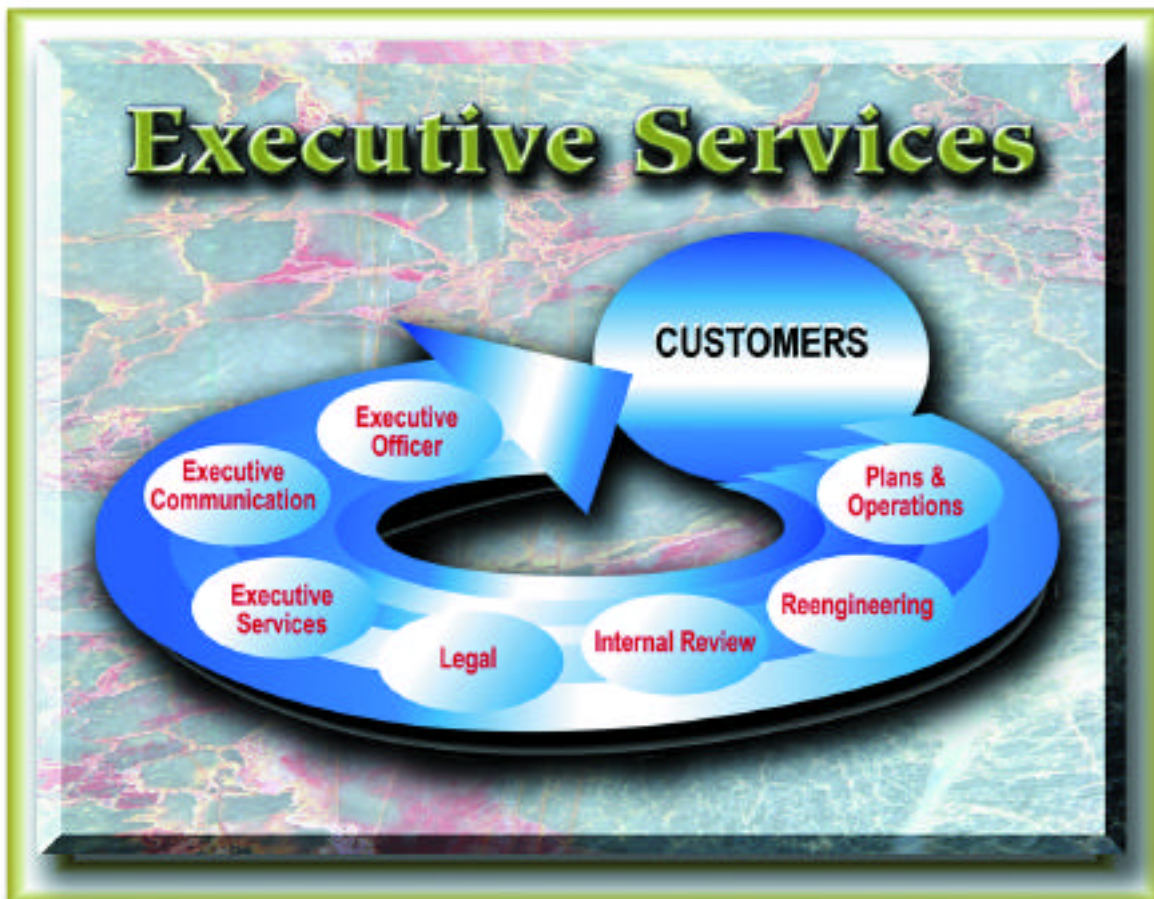 Executive Services
CUSTOMERS
Executive
Officer
Executive
Communication
Plans &
Operations
Executive
Services
Reengineering
Legal
Internal Review